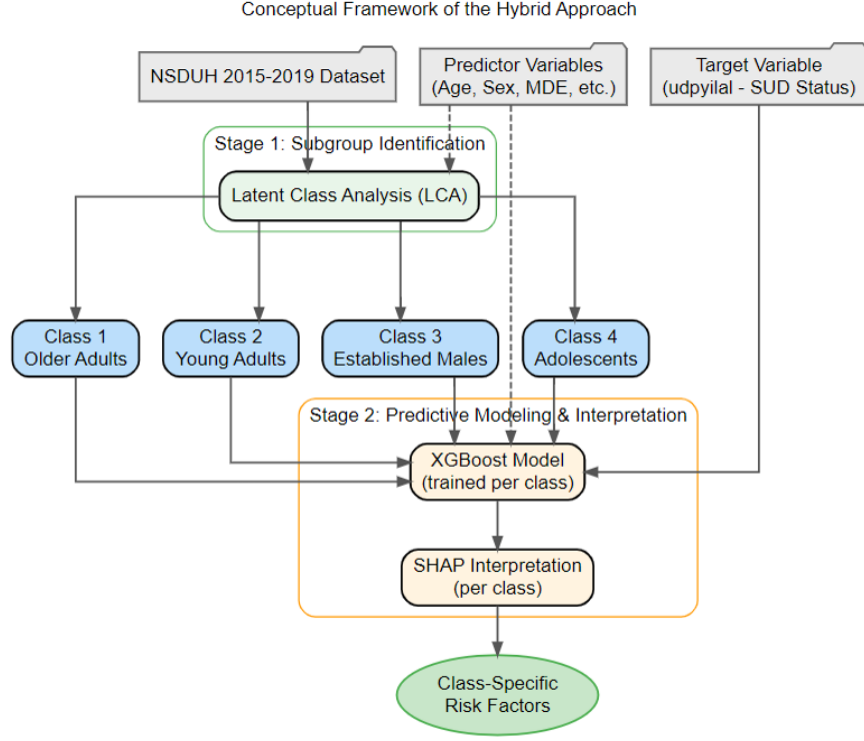 Conceptual Framework of the Hybrid Approach
NSDUH 2015-2019 Dataset
Predictor Variables
(Age, Sex, MDE, etc.)
Target Variable
(udpyilal - SUD Status)
Stage 1: Subgroup Identification
Latent Class Analysis (LCA)
Class 1
Older Adults
Class 2
Young Adults
Class 3
Established Males
Class 4
Adolescents
Stage 2: Predictive Modeling & Interpretation
XGBoost Model
(trained per class)
SHAP Interpretation
(per class)
Class-Specific
Risk Factors